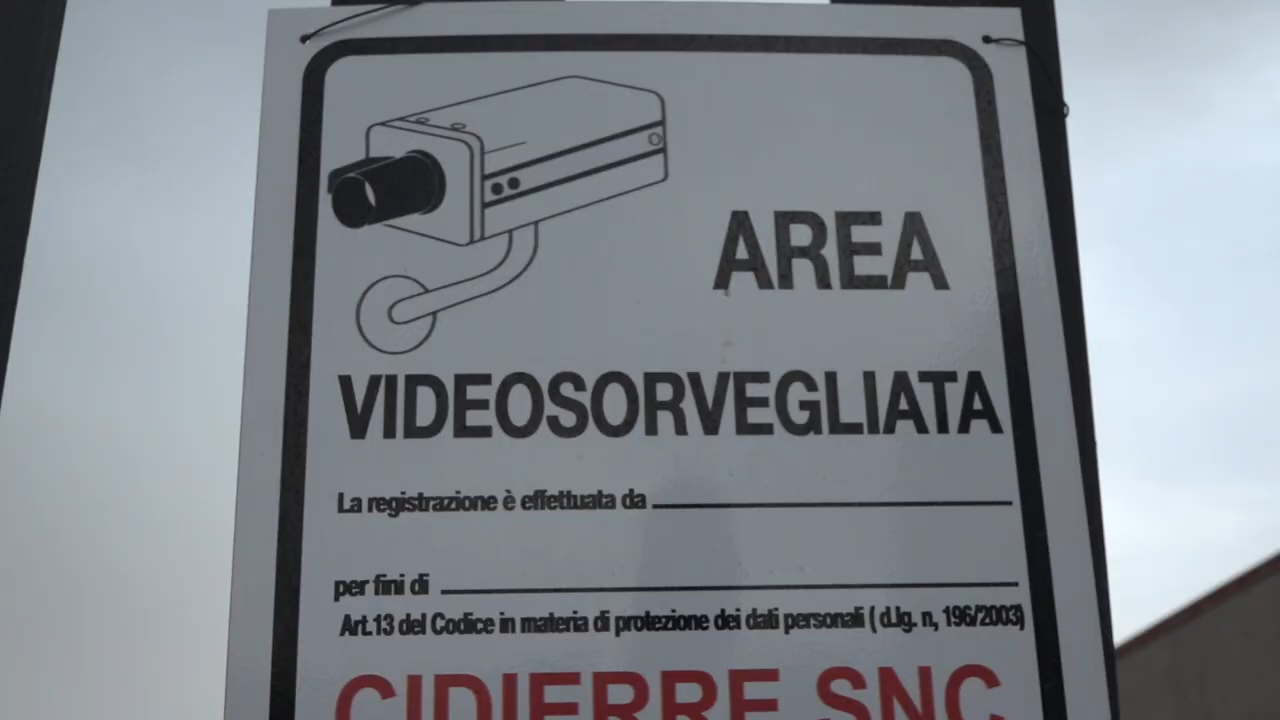 AREA
VIDEOSORVEGLIATA
La registrazione è effettuata da
per fini di
Art.13 del Codice in materia di protezione dei dati personali ( d.lg. n, 196/2003)
CIDIERRE SNC